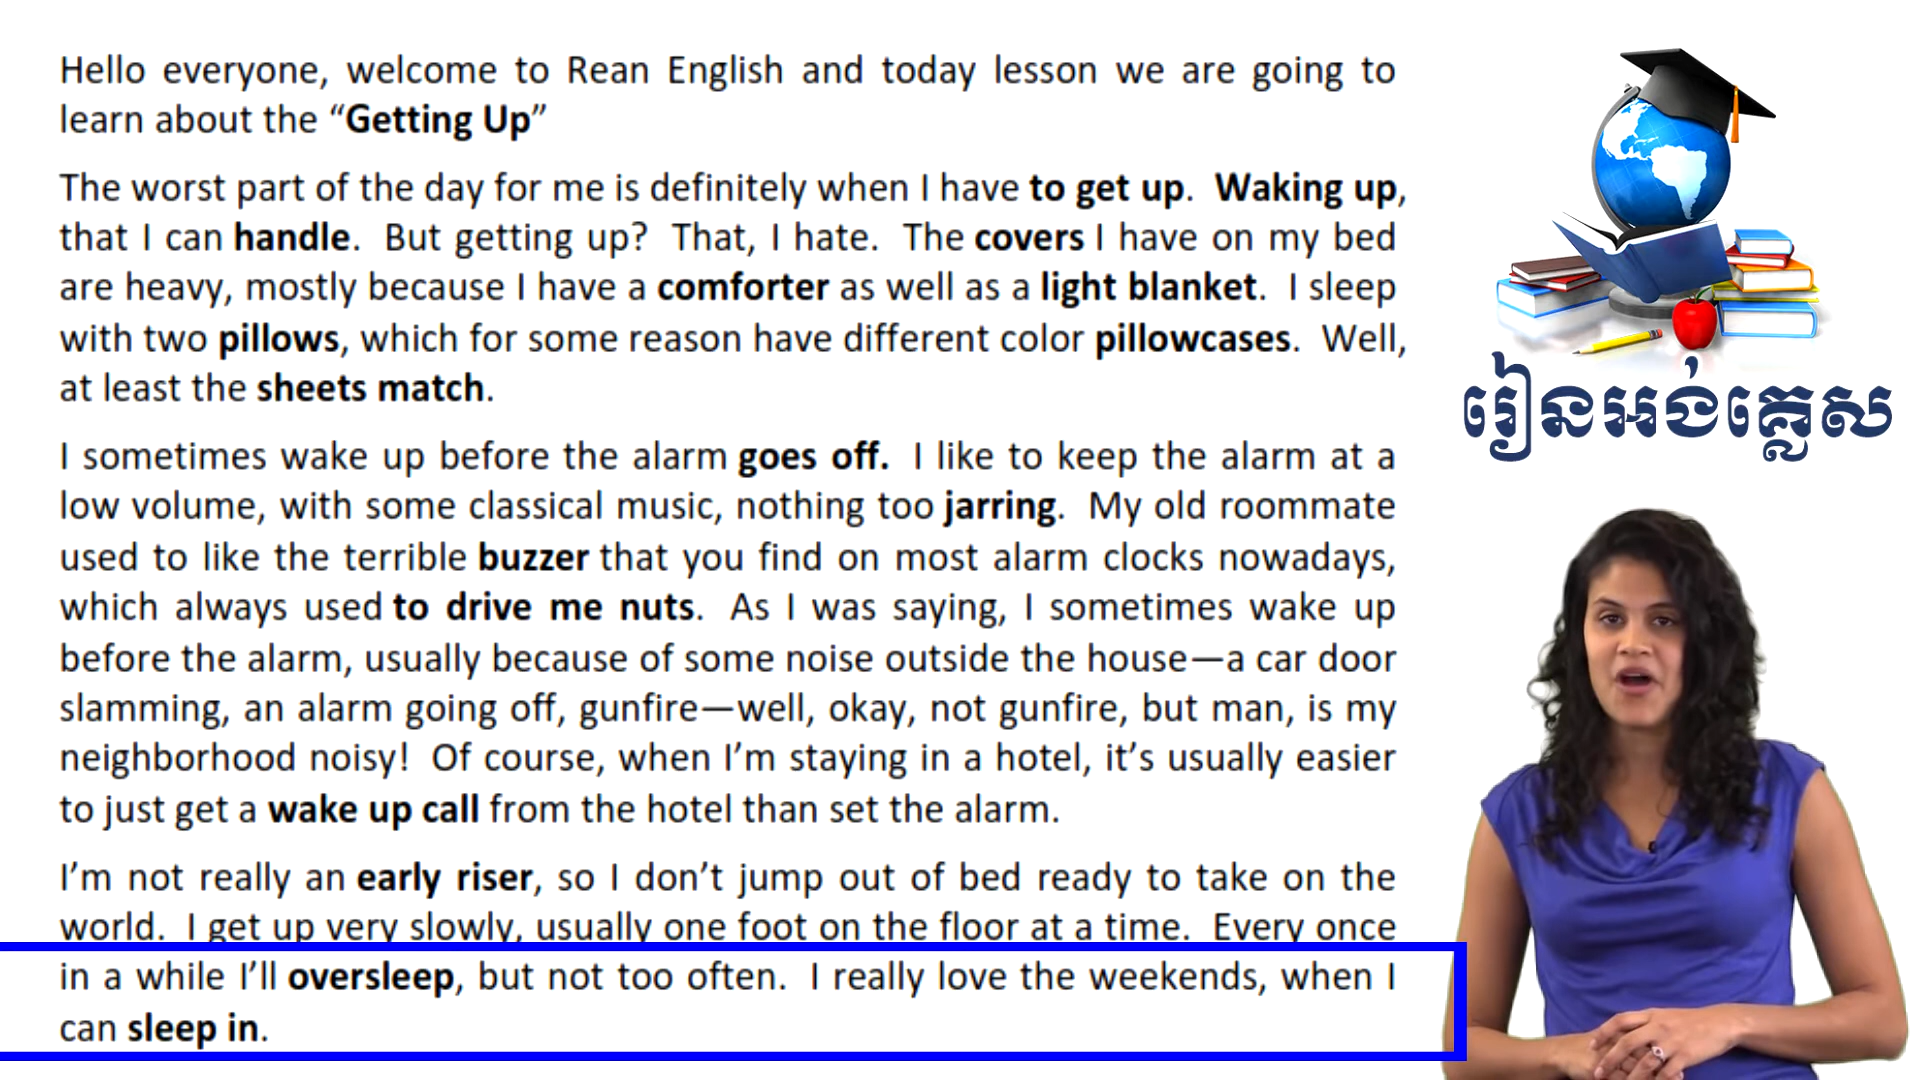 Hello everyone, welcome to Rean English and today lesson we are going to
learn about the “Getting Up”
The worst part of the day for me is definitely when I have to get up. Waking up,
that I can handle. But getting up? That, I hate. The covers I have on my bed
are heavy, mostly because I have a comforter as well as a light blanket. I sleep
with two pillows, which for some reason have different color pillowcases. Well,
at least the sheets match.
I sometimes wake up before the alarm goes off. I like to keep the alarm at a
low volume, with some classical music, nothing too jarring. My old roommate
used to like the terrible buzzer that you find on most alarm clocks nowadays,
which always used to drive me nuts. As I was saying, I sometimes wake up
before the alarm, usually because of some noise outside the house—a car door
slamming, an alarm going off, gunfire—well, okay, not gunfire, but man, is my
neighborhood noisy! Of course, when I’m staying in a hotel, it’s usually easier
to just get a wake up call from the hotel than set the alarm.
I’m not really an early riser, so I don’t jump out of bed ready to take on the
world. I get up very slowly, usually one foot on the floor at a time. Every once
in a while I’ll oversleep, but not too often. I really love the weekends, when I
can sleep in.
រៀនអង់គ្លេស